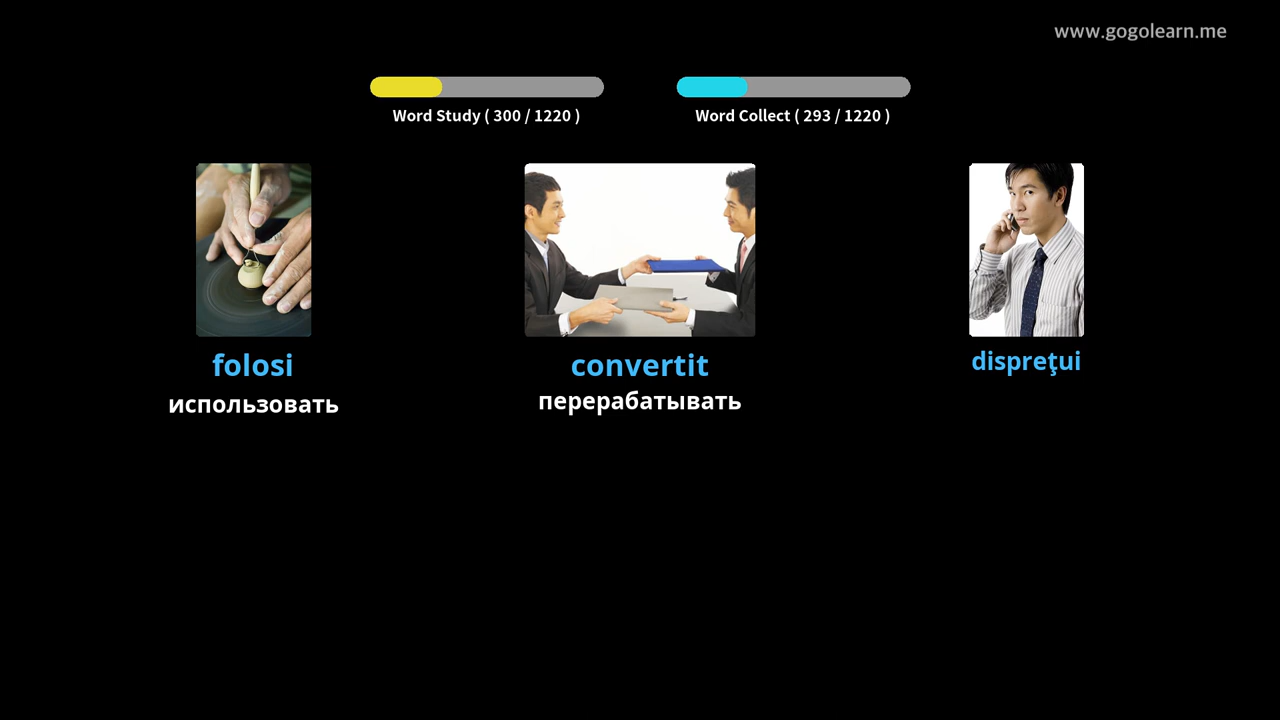 www.gogolearn.me
Word Study ( 300 / 1220 )
Word Collect ( 293 / 1220 )
folosi
convertit
dispreţui
использовать
перерабатывать